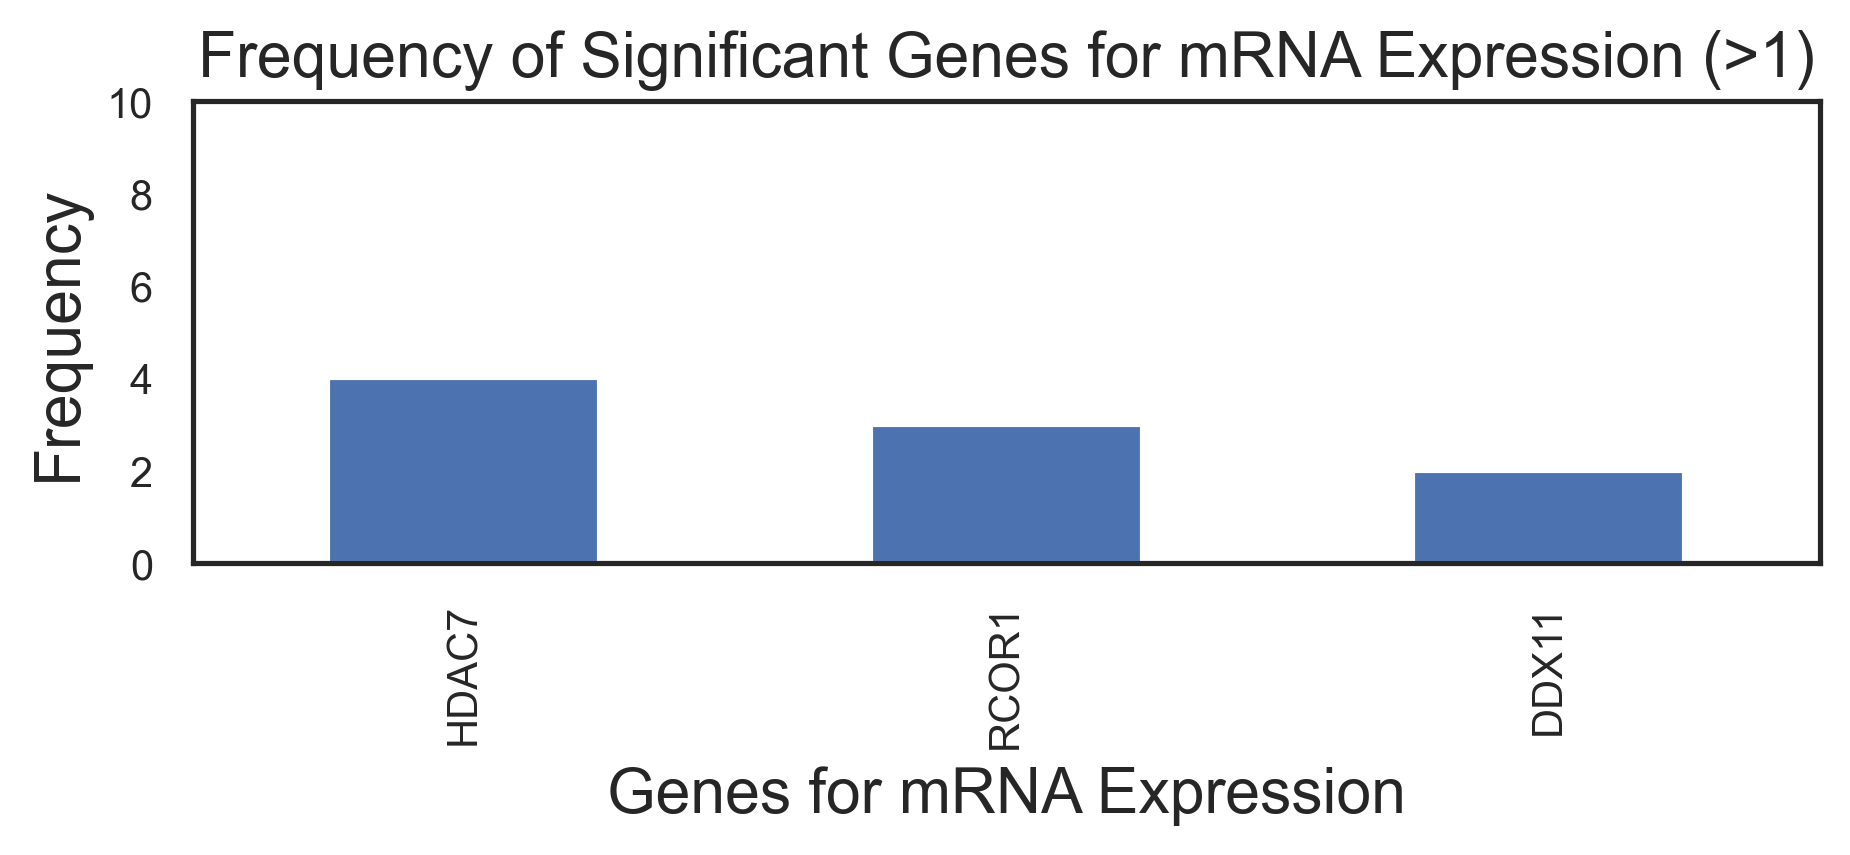 Frequency of Significant Genes for mRNA Expression (>1)
Frequency
10
8
6
4
2
0
HDAC7
RCOR1
DDX11
Genes for mRNA Expression